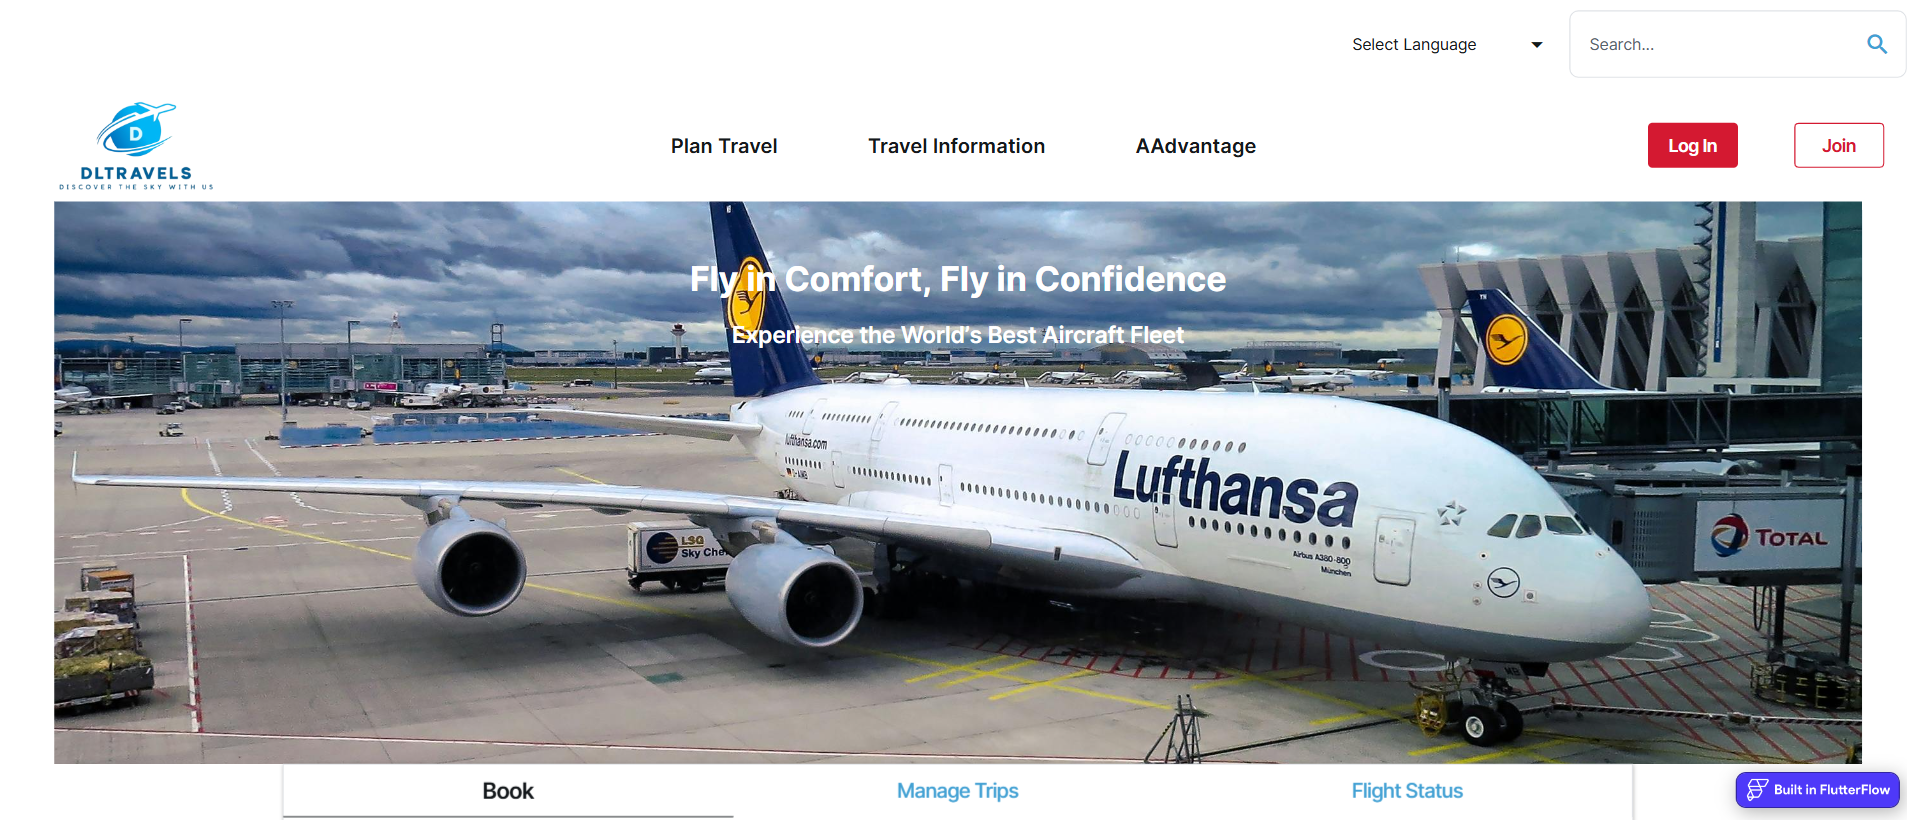 Select Language
Search...
D
DLTRAVELS
DISCOVER THE SKY WITH US
Plan Travel
Travel Information
AAdvantage
Log In
Join
Fly in Comfort, Fly in Confidence
Experience the World's Best Aircraft Fleet
lufthansa.com
Lufthansa
Airbus A380-800
München
LSG
Sky Chef
TOTAL
Book
Manage Trips
Flight Status
Built in FlutterFlow